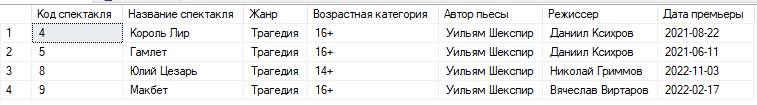 Код спектакля Название спектакля Жанр Возрастная категория Автор пьесы Режиссер Дата премьеры
1 4 Король Лир Трагедия 16+ Уильям Шекспир Даниил Ксихров 2021-08-22
2 5 Гамлет Трагедия 16+ Уильям Шекспир Даниил Ксихров 2021-06-11
3 8 Юлий Цезарь Трагедия 14+ Уильям Шекспир Николай Гриммов 2022-11-03
4 9 Макбет Трагедия 16+ Уильям Шекспир Вячеслав Виртаров 2022-02-17